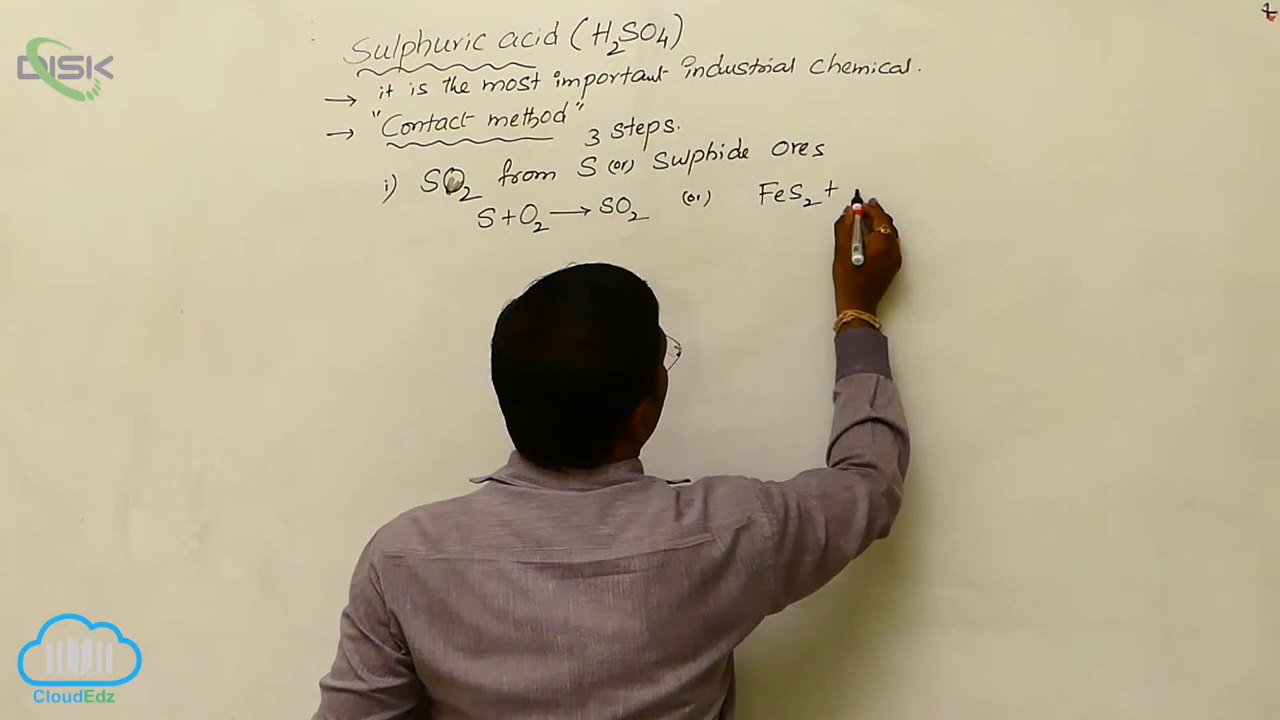 DISK
Sulphuric acid (H₂SO₄)
→ it is the most important industrial chemical.
→ "Contact method"
3 steps.
i) SO₂ from S (or) Sulphide Ores
S + O₂ → SO₂ (or) FeS₂ +
CloudEdz